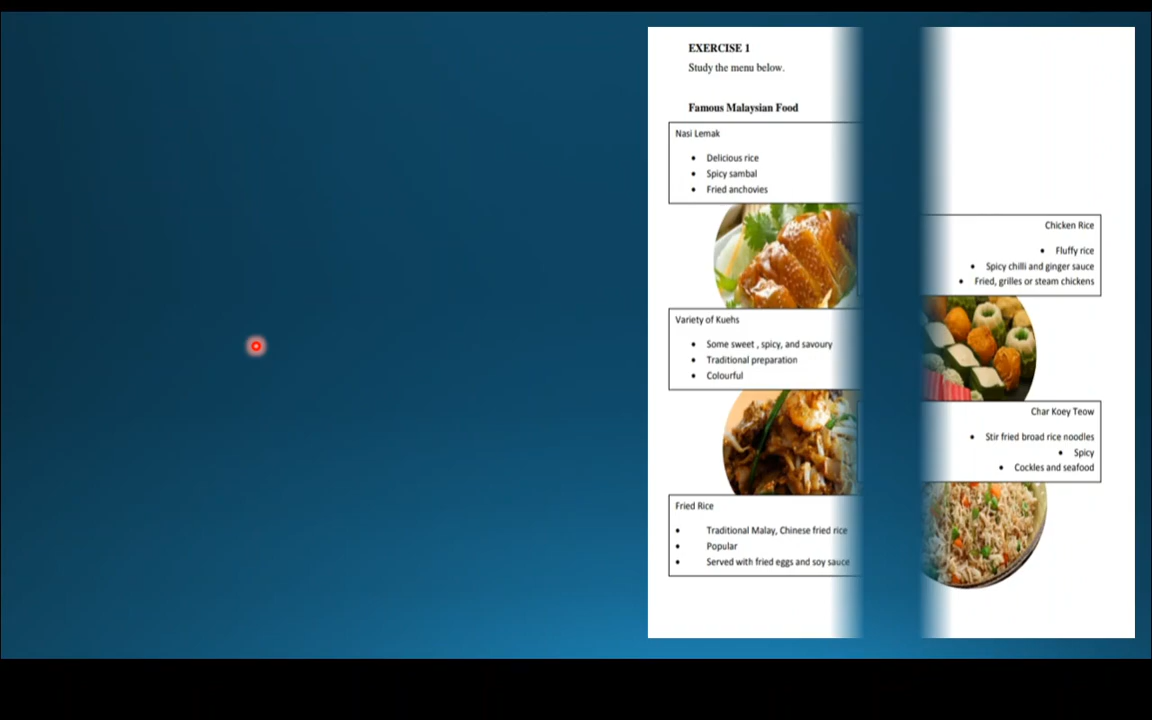 EXERCISE 1
Study the menu below.
Famous Malaysian Food
Nasi Lemak
• Delicious rice
• Spicy sambal
• Fried anchovies
Chicken Rice
• Fluffy rice
• Spicy chilli and ginger sauce
• Fried, grilles or steam chickens
Variety of Kuehs
• Some sweet , spicy, and savoury
• Traditional preparation
• Colourful
Char Koey Teow
• Stir fried broad rice noodles
• Spicy
• Cockles and seafood
Fried Rice
• Traditional Malay, Chinese fried rice
• Popular
• Served with fried eggs and soy sauce